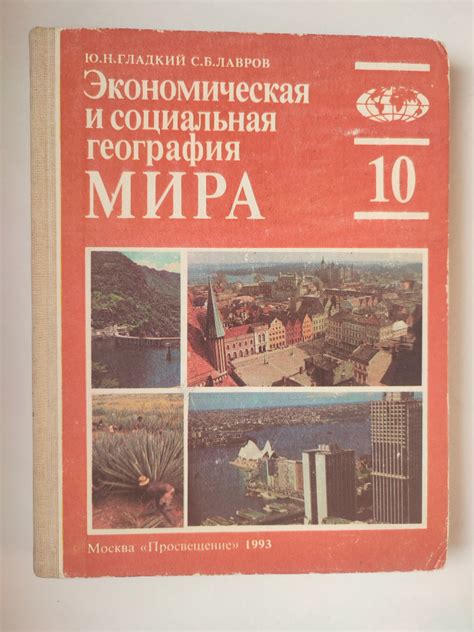 Ю.Н.ГЛАДКИЙ С.Б.ЛАВРОВ
Экономическая
и социальная
география
МИРА
10
Москва «Просвещение» 1993